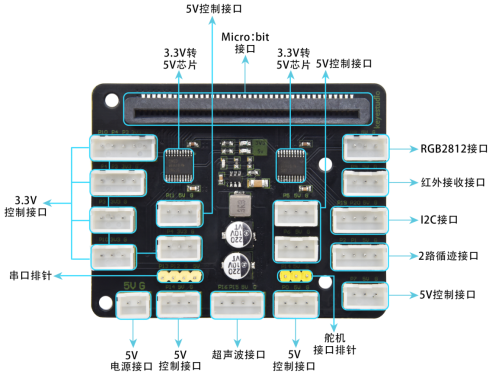 5V控制接口
Micro:bit
接口
3.3V转
5V芯片
3.3V转
5V芯片
5V控制接口
RGB2812接口
红外接收接口
3.3V
控制接口
I2C接口
2路循迹接口
串口排针
5V控制接口
5V G
5V
电源接口
5V
控制接口
超声波接口
5V
控制接口
舵机
接口排针